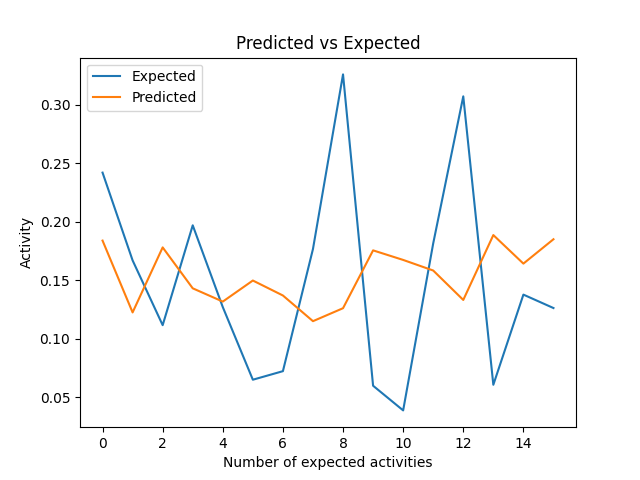 Predicted vs Expected
Expected
Predicted
0.30
0.25
0.20
0.15
0.10
0.05
Activity
0 2 4 6 8 10 12 14
Number of expected activities